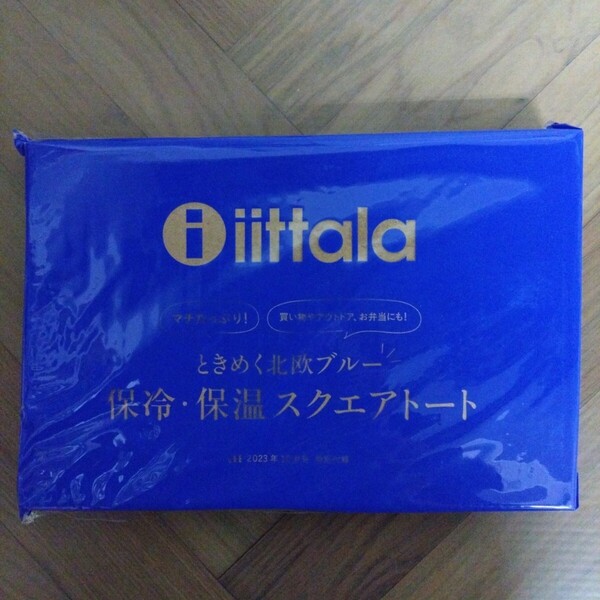 i iittala
マチたっぷり!
買い物やアウトドア、お弁当にも!
ときめく北欧ブルー
保冷・保温 スクエアトート
2023年